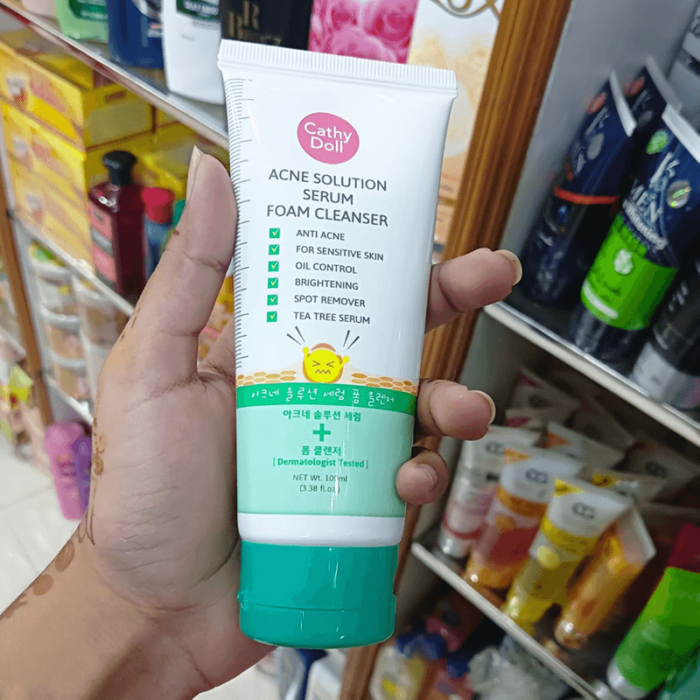 Cathy
Doll
ACNE SOLUTION
SERUM
FOAM CLEANSER
ANTI ACNE
FOR SENSITIVE SKIN
OIL CONTROL
BRIGHTENING
SPOT REMOVER
TEA TREE SERUM
아크네 솔루션 세럼 폼 클렌저
아크네 솔루션 세럼
+
폼 클렌저
[ Dermatologist Tested ]
NET Wt. 100ml
(3.38 fl.oz)
MEN